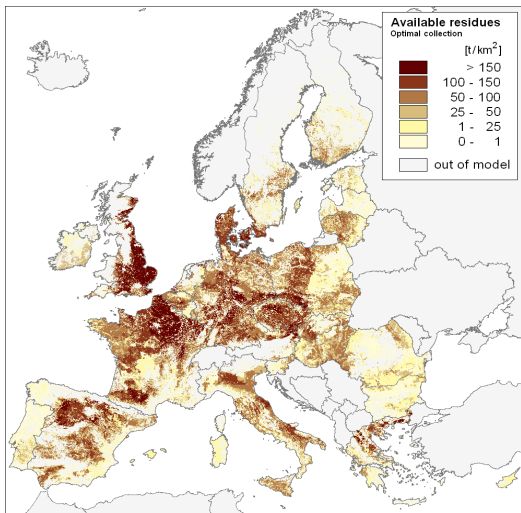 Available residues
Optimal collection
[t/km²]
> 150
100 - 150
50 - 100
25 - 50
1 - 25
0 - 1
out of model